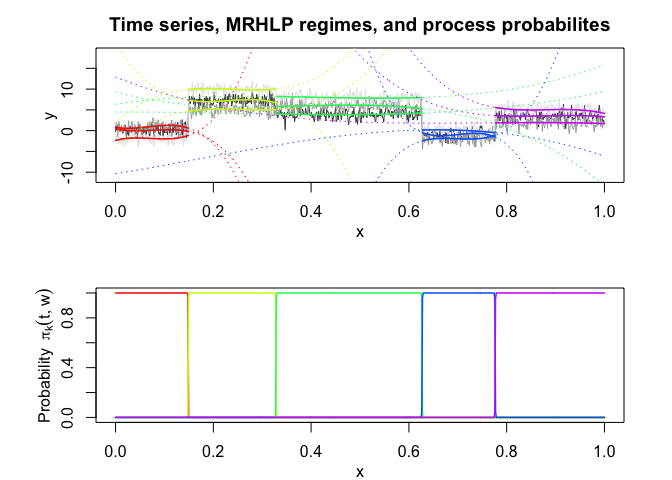 Time series, MRHLP regimes, and process probabilites
y
10
0
-10
0.0 0.2 0.4 0.6 0.8 1.0
x
Probability πk(t, w)
0.8
0.4
0.0
0.0 0.2 0.4 0.6 0.8 1.0
x